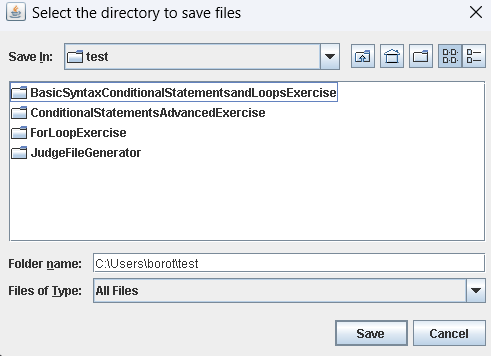 Select the directory to save files
Save In: test
BasicSyntaxConditionalStatementsandLoopsExercise
ConditionalStatementsAdvancedExercise
ForLoopExercise
JudgeFileGenerator
Folder name: C:\Users\borot\test
Files of Type: All Files
Save Cancel